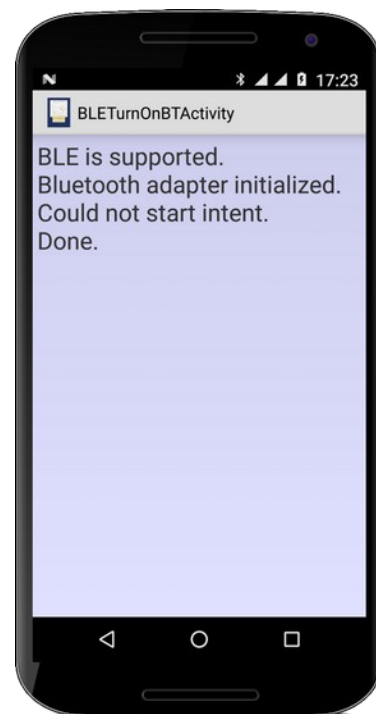 17:23
BLETurnOnBTActivity
BLE is supported.
Bluetooth adapter initialized.
Could not start intent.
Done.